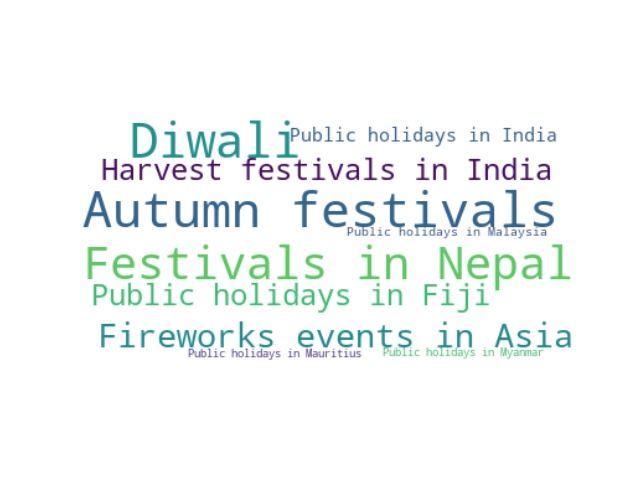 Diwali
Public holidays in India
Harvest festivals in India
Autumn festivals
Public holidays in Malaysia
Festivals in Nepal
Public holidays in Fiji
Fireworks events in Asia
Public holidays in Mauritius
Public holidays in Myanmar